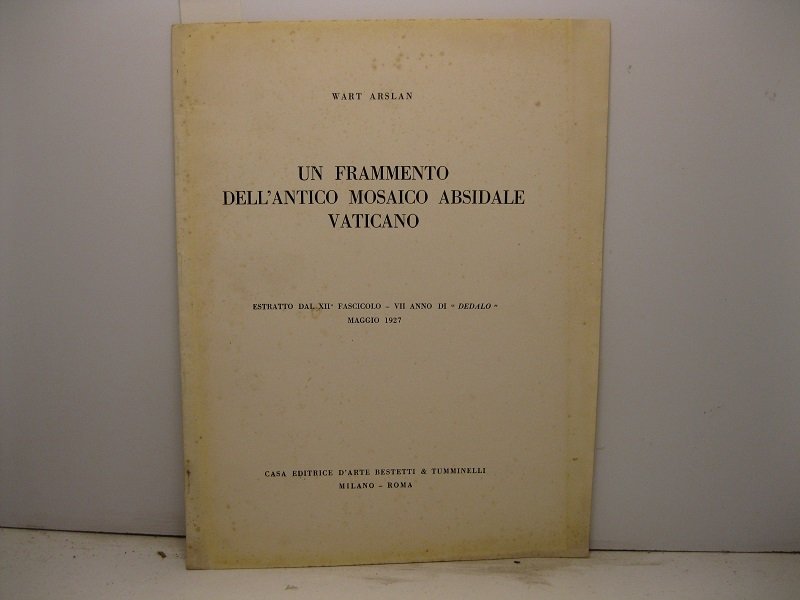 WART ARSLAN
UN FRAMMENTO
DELL'ANTICO MOSAICO ABSIDALE
VATICANO
ESTRATTO DAL XII° FASCICOLO - VII ANNO DI " DEDALO "
MAGGIO 1927
CASA EDITRICE D'ARTE BESTETTI & TUMMINELLI
MILANO - ROMA